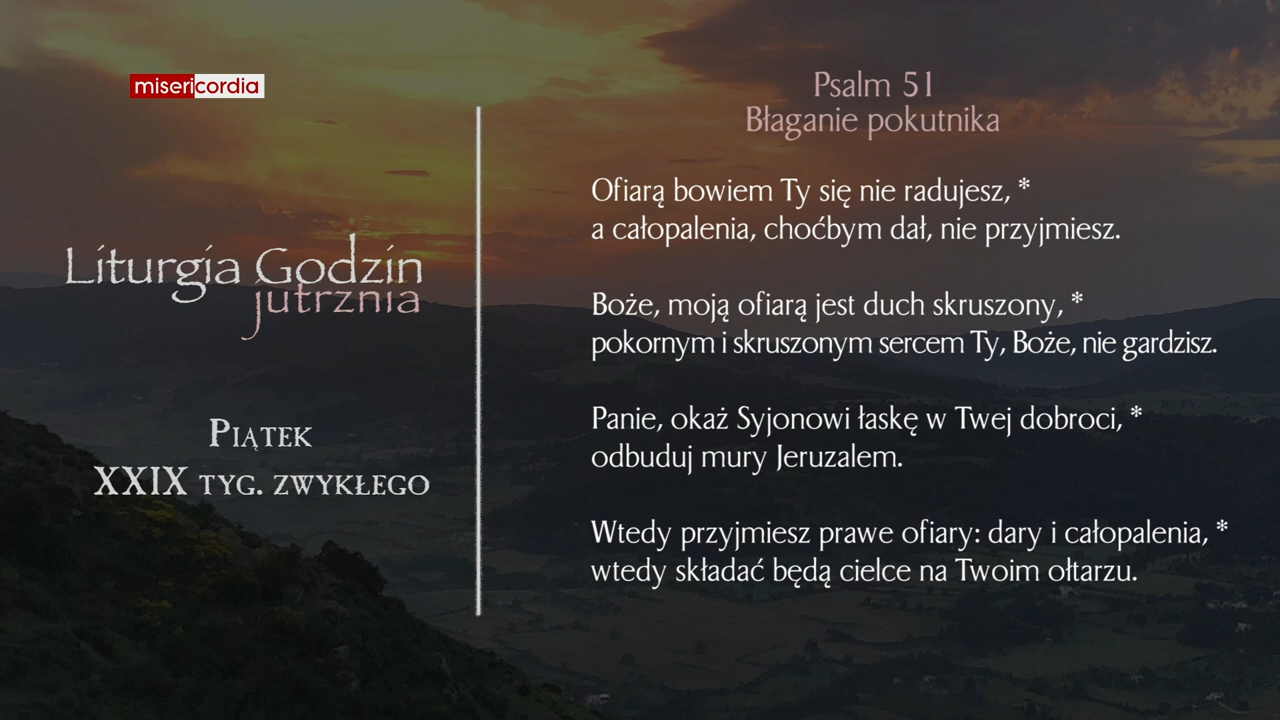 misericordia
Liturgia Godzin
jutrznia
Piątek
XXIX tyg. zwykłego
Psalm 51
Błaganie pokutnika
Ofiarą bowiem Ty się nie radujesz, *
a całopalenia, choćbym dał, nie przyjmiesz.
Boże, moją ofiarą jest duch skruszony, *
pokornym i skruszonym sercem Ty, Boże, nie gardzisz.
Panie, okaż Syjonowi łaskę w Twej dobroci, *
odbuduj mury Jeruzalem.
Wtedy przyjmiesz prawe ofiary: dary i całopalenia, *
wtedy składać będą cielce na Twoim ołtarzu.